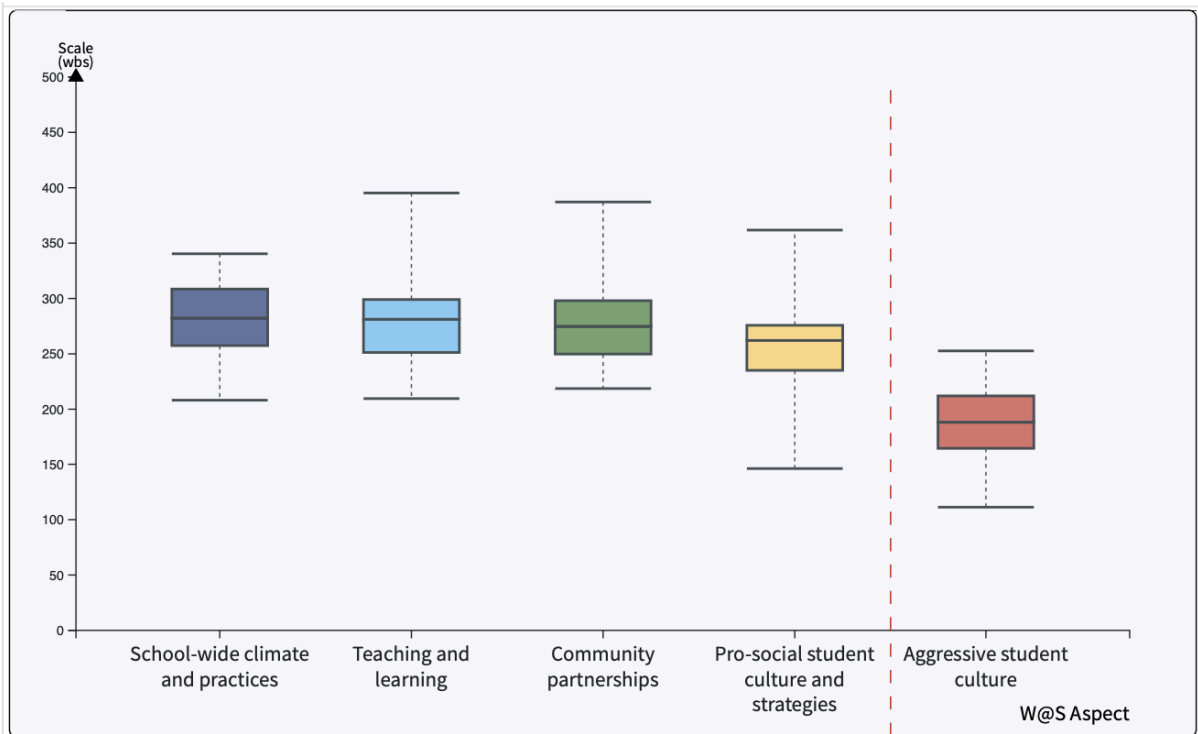 Scale
(wbs)
500
450
400
350
300
250
200
150
100
50
0
School-wide climate
and practices
Teaching and
learning
Community
partnerships
Pro-social student
culture and
strategies
Aggressive student
culture
W@S Aspect